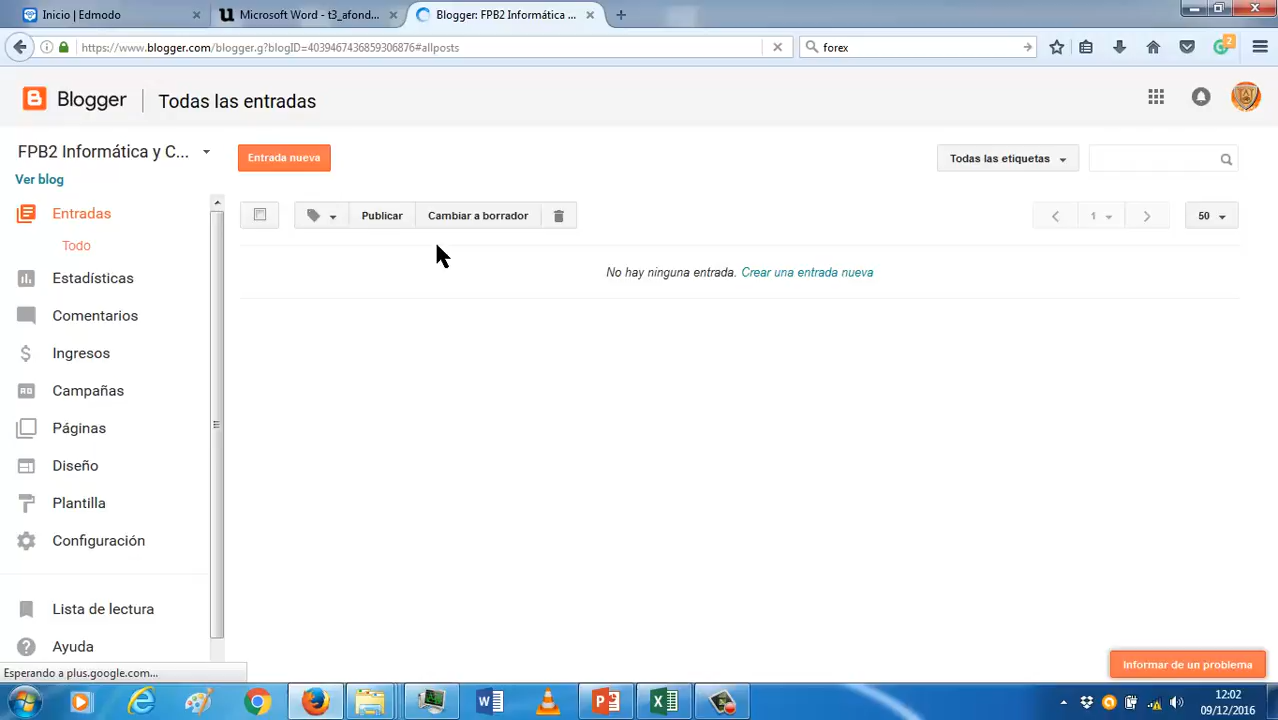 Inicio | Edmodo
Microsoft Word - t3_afond...
Blogger: FPB2 Informática ...
https://www.blogger.com/blogger.g?blogID=4039467436859306876#allposts
forex
2
Blogger
Todas las entradas
FPB2 Informática y C...
Entrada nueva
Todas las etiquetas
Ver blog
Entradas
Publicar
Cambiar a borrador
1
50
Todo
No hay ninguna entrada. Crear una entrada nueva
Estadísticas
Comentarios
Ingresos
Campañas
Páginas
Diseño
Plantilla
Configuración
Lista de lectura
Ayuda
Informar de un problema
Esperando a plus.google.com...
12:02
09/12/2016